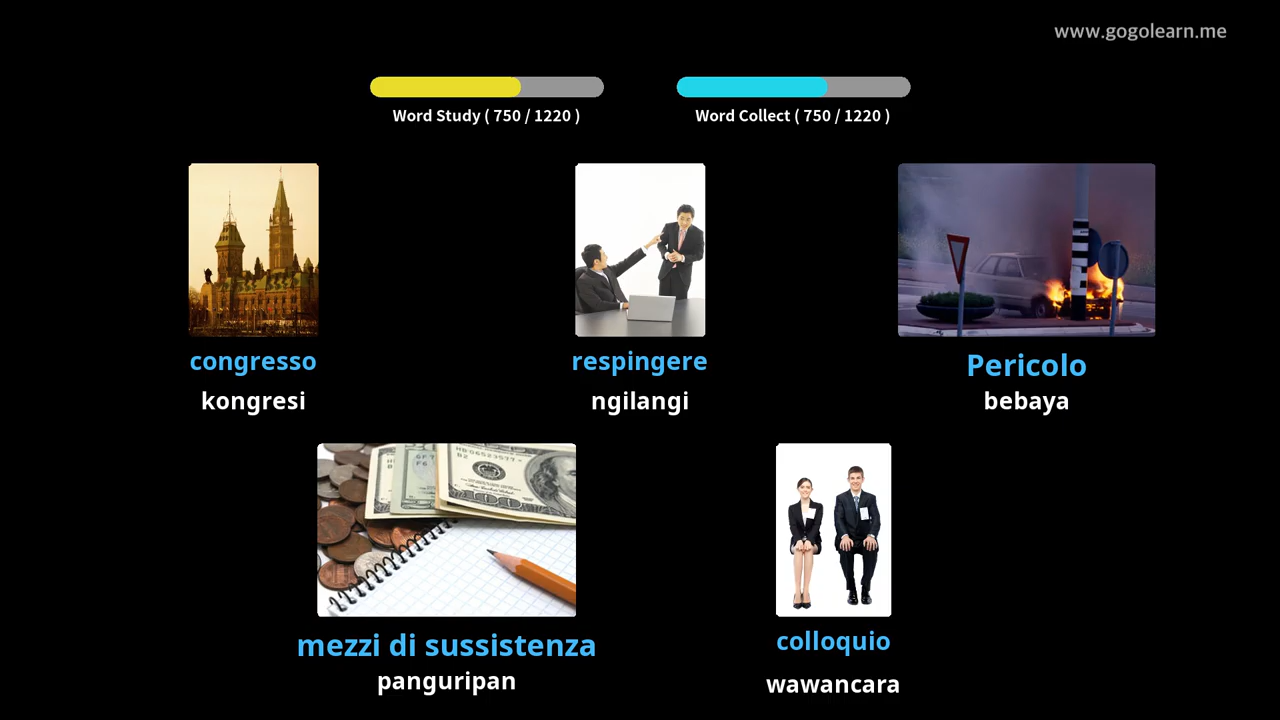 www.gogolearn.me
Word Study ( 750 / 1220 )
Word Collect ( 750 / 1220 )
congresso
kongresi
respingere
ngilangi
Pericolo
bebaya
mezzi di sussistenza
panguripan
colloquio
wawancara